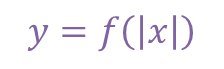 y = f(|x|)